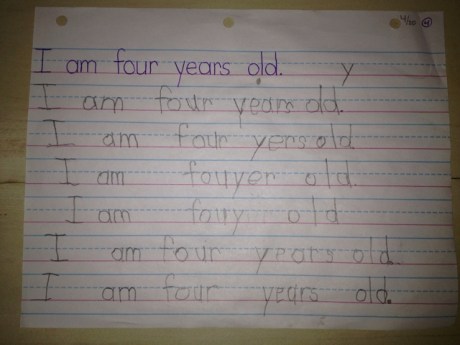 I am four years old. y
I am four years old.
I am four yers old
I am fouyer old.
I am fouy old
I am four years old.
I am four years old.